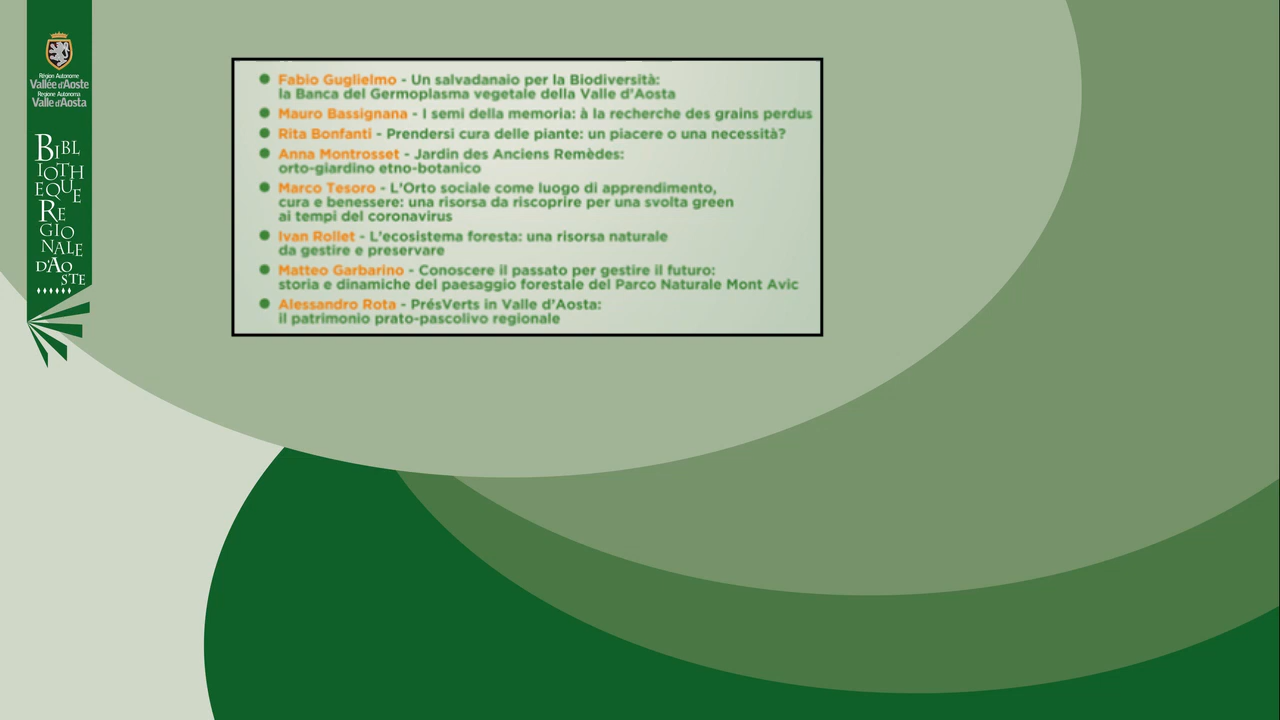 Région Autonome
Vallée d'Aoste
Regione Autonoma
Valle d'Aosta
BIBL
IOTH
EQUE
RE
GIO
NALE
D'AO
STE
Fabio Guglielmo - Un salvadanaio per la Biodiversità:
la Banca del Germoplasma vegetale della Valle d'Aosta
Mauro Bassignana - I semi della memoria: à la recherche des grains perdus
Rita Bonfanti - Prendersi cura delle piante: un piacere o una necessità?
Anna Montrosset - Jardin des Anciens Remèdes:
orto-giardino etno-botanico
Marco Tesoro - L'Orto sociale come luogo di apprendimento,
cura e benessere: una risorsa da riscoprire per una svolta green
ai tempi del coronavirus
Ivan Rollet - L'ecosistema foresta: una risorsa naturale
da gestire e preservare
Matteo Garbarino - Conoscere il passato per gestire il futuro:
storia e dinamiche del paesaggio forestale del Parco Naturale Mont Avic
Alessandro Rota - PrésVerts in Valle d'Aosta:
il patrimonio prato-pascolivo regionale